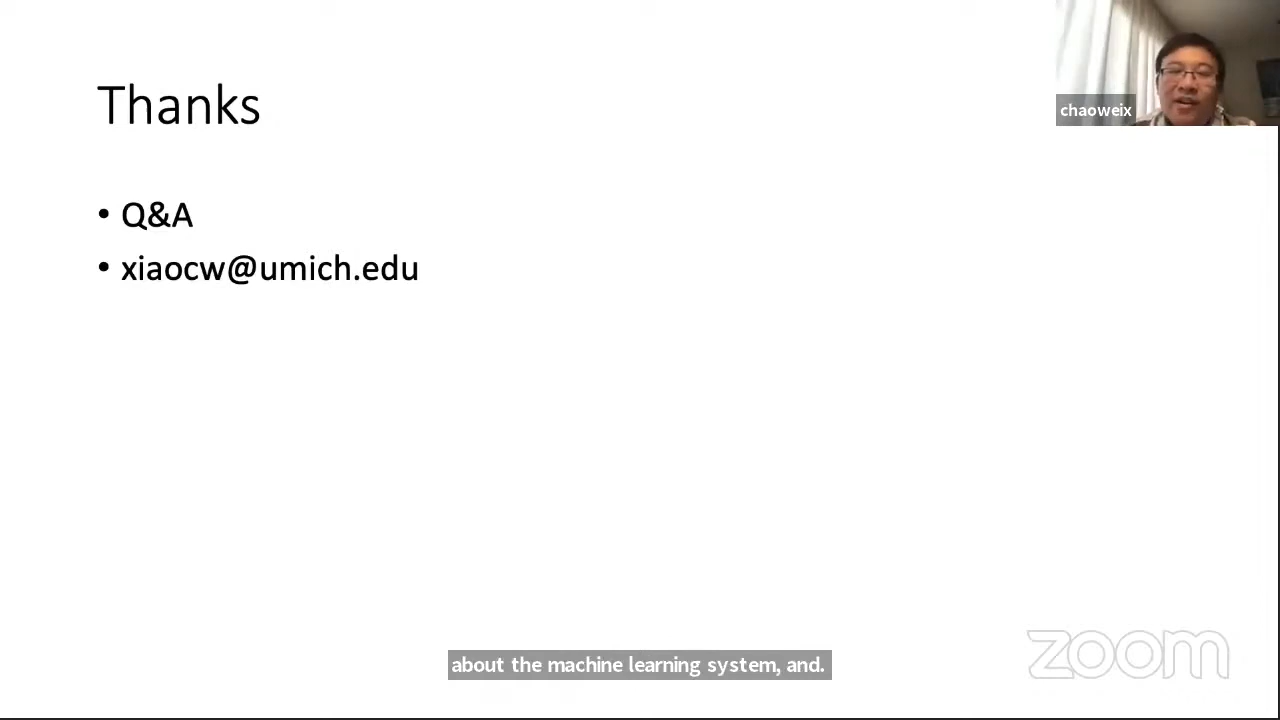 Thanks
chaoweix
• Q&A
• xiaocw@umich.edu
about the machine learning system, and.
zoom